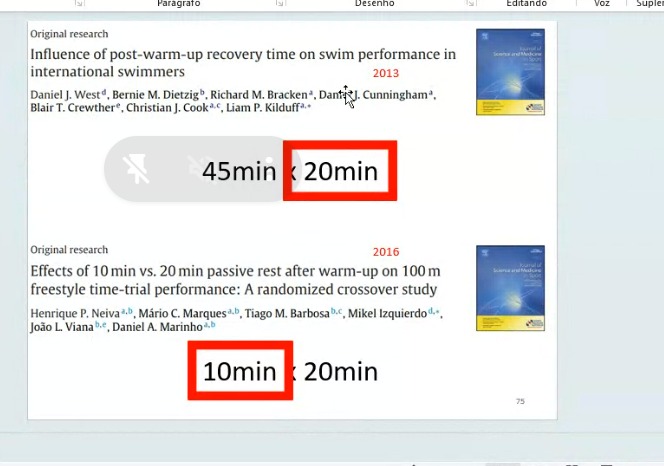 Parágrafo Desenho Editando Voz
Original research
Influence of post-warm-up recovery time on swim performance in
international swimmers
2013
Daniel J. West d, Bernie M. Dietzig b, Richard M. Bracken a, Daniel J. Cunningham a,
Blair T. Crewther e, Christian J. Cook a,c, Liam P. Kilduff a,*
45min x 20min
Original research
2016
Effects of 10 min vs. 20 min passive rest after warm-up on 100 m
freestyle time-trial performance: A randomized crossover study
Henrique P. Neiva a,b, Mário C. Marques a,b, Tiago M. Barbosa b,c, Mikel Izquierdo d,*,
João L. Viana b,e, Daniel A. Marinho a,b
10min x 20min
75